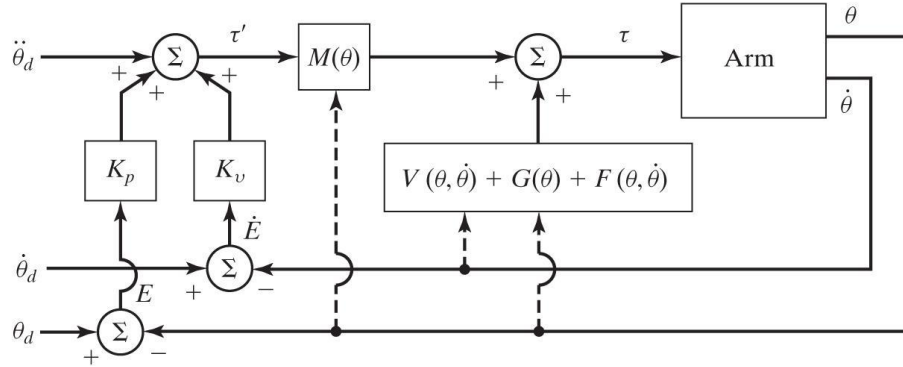 θ̈_d
+
+
+
Σ
τ′
M(θ)
+
+
Σ
τ
Arm
θ
θ̇
K_p
K_υ
V (θ, θ̇) + G(θ) + F (θ, θ̇)
Ė
θ̇_d
+
Σ
−
E
θ_d
+
Σ
−